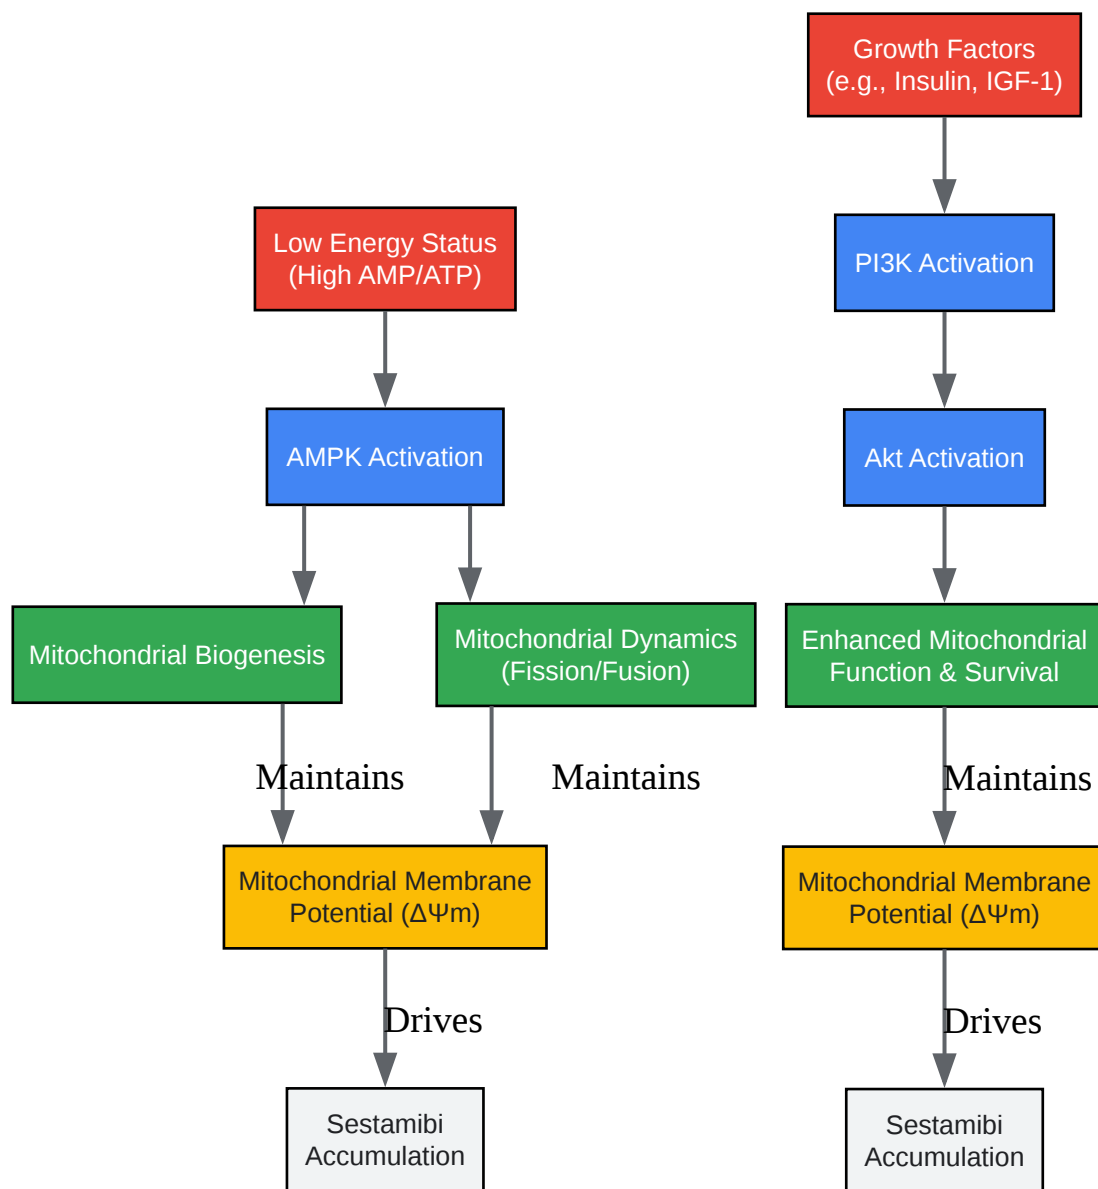 Growth Factors
(e.g., Insulin, IGF-1)
Low Energy Status
(High AMP/ATP)
PI3K Activation
AMPK Activation
Akt Activation
Mitochondrial Biogenesis
Mitochondrial Dynamics
(Fission/Fusion)
Enhanced Mitochondrial
Function & Survival
Maintains
Maintains
Maintains
Mitochondrial Membrane
Potential (ΔΨm)
Mitochondrial Membrane
Potential (ΔΨm)
Drives
Drives
Sestamibi
Accumulation
Sestamibi
Accumulation